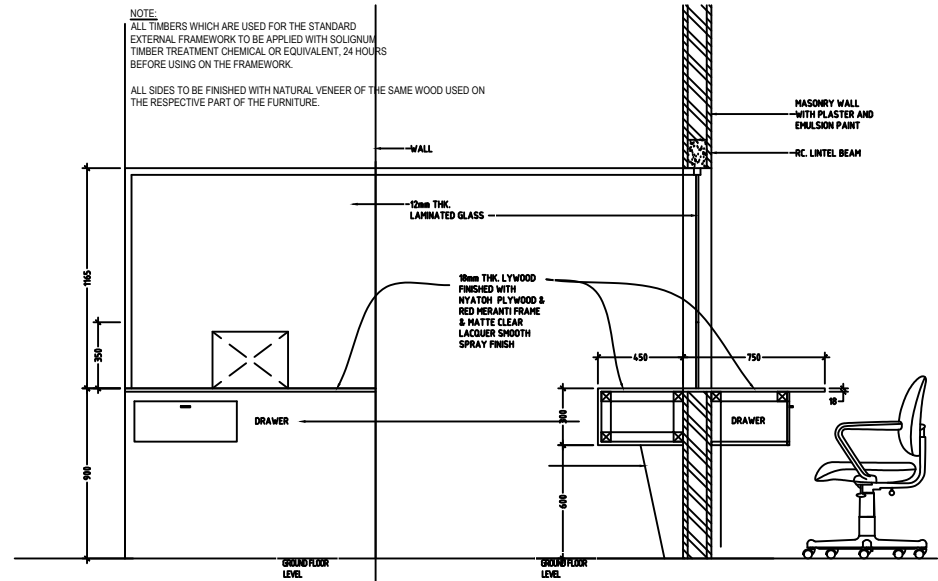 NOTE:
ALL TIMBERS WHICH ARE USED FOR THE STANDARD
EXTERNAL FRAMEWORK TO BE APPLIED WITH SOLIGNUM
TIMBER TREATMENT CHEMICAL OR EQUIVALENT, 24 HOURS
BEFORE USING ON THE FRAMEWORK.
ALL SIDES TO BE FINISHED WITH NATURAL VENEER OF THE SAME WOOD USED ON
THE RESPECTIVE PART OF THE FURNITURE.
MASONRY WALL
WITH PLASTER AND
EMULSION PAINT
RC. LINTEL BEAM
WALL
12mm THK.
LAMINATED GLASS
18mm THK. LYWOOD
FINISHED WITH
NYATOH PLYWOOD &
RED MERANTI FRAME
& MATTE CLEAR
LACQUER SMOOTH
SPRAY FINISH
1165
350
900
450
750
18
300
600
DRAWER
DRAWER
GROUND FLOOR
LEVEL
GROUND FLOOR
LEVEL